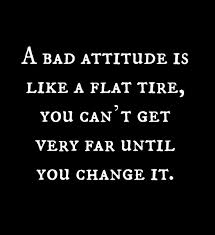 A bad attitude is
like a flat tire,
you can't get
very far until
you change it.